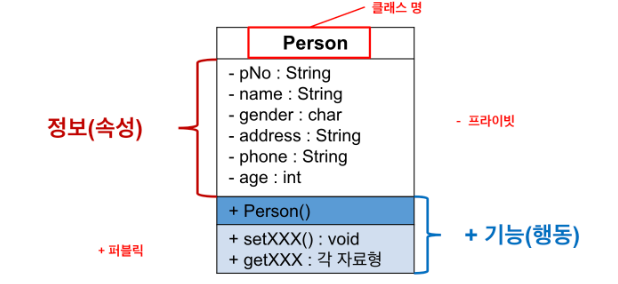 클래스 명
Person
- pNo : String
- name : String
- gender : char
- address : String
- phone : String
- age : int
정보(속성)
- 프라이빗
+ Person()
+ setXXX() : void
+ getXXX : 각 자료형
+ 기능(행동)
+ 퍼블릭